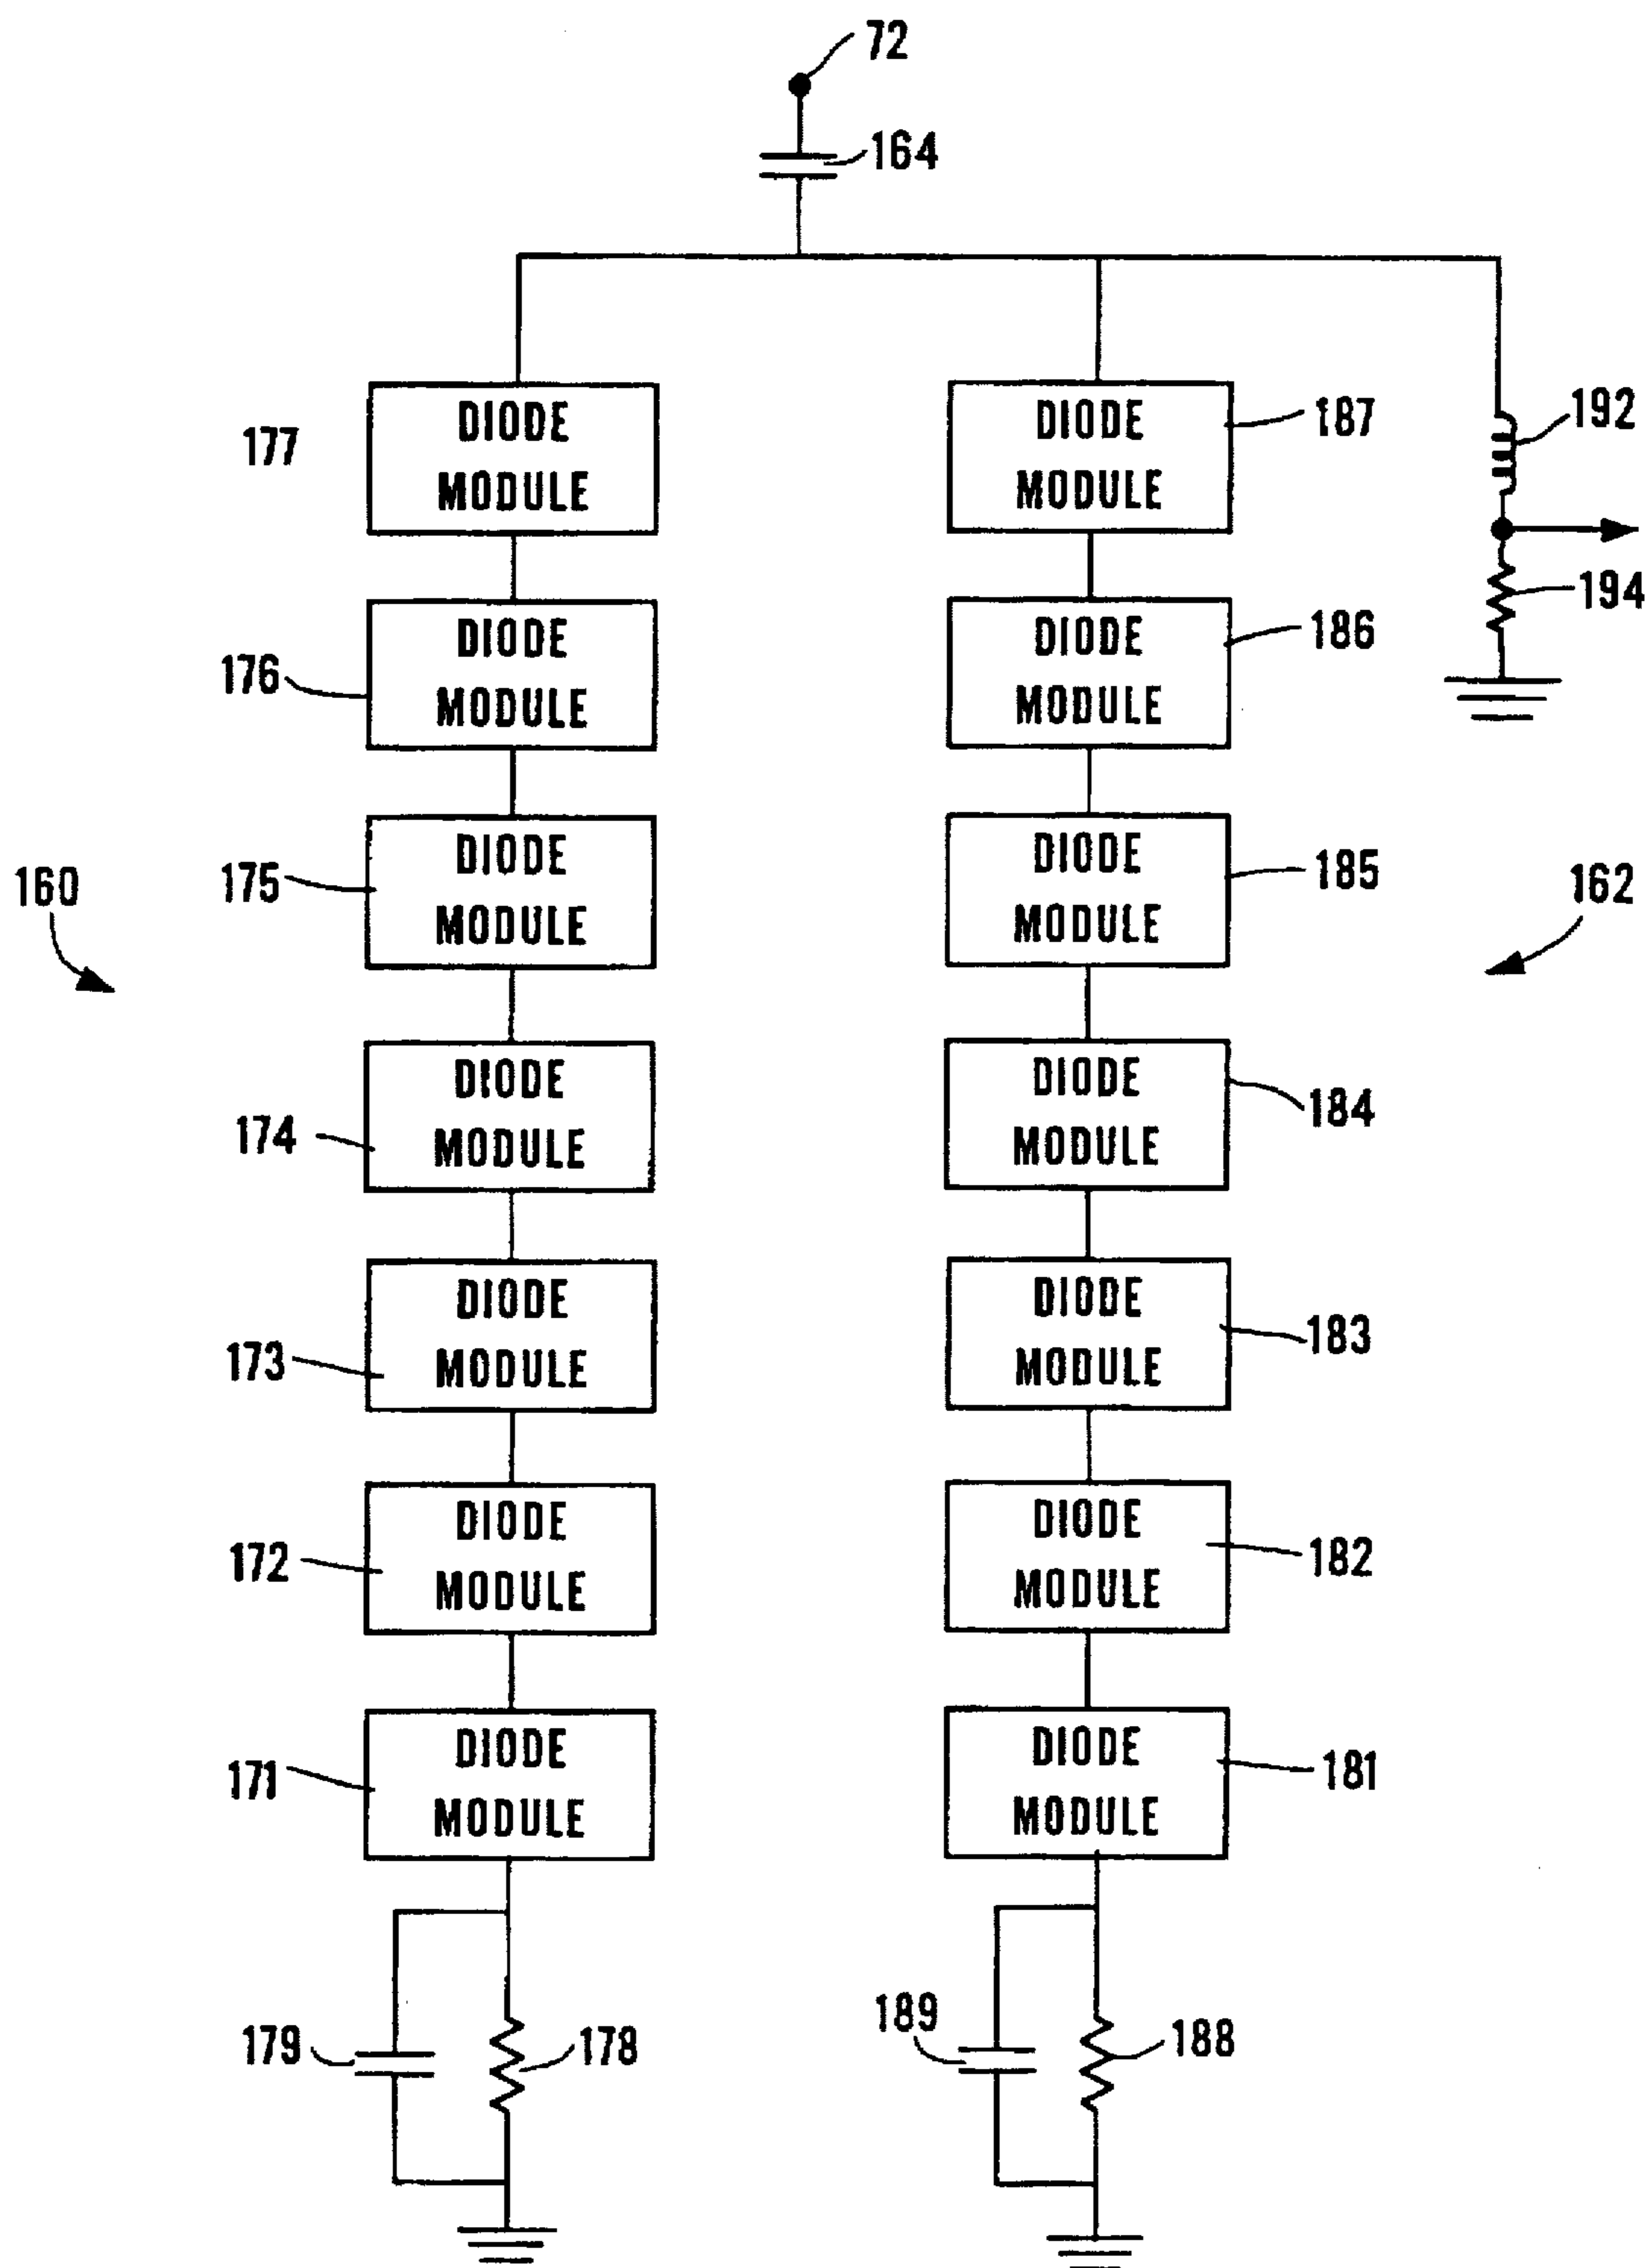 72
164
177
DIODE
MODULE
DIODE
MODULE
187
192
176
DIODE
MODULE
DIODE
MODULE
186
194
160
175
DIODE
MODULE
DIODE
MODULE
185
162
174
DIODE
MODULE
DIODE
MODULE
184
173
DIODE
MODULE
DIODE
MODULE
183
172
DIODE
MODULE
DIODE
MODULE
182
171
DIODE
MODULE
DIODE
MODULE
181
179
178
189
188